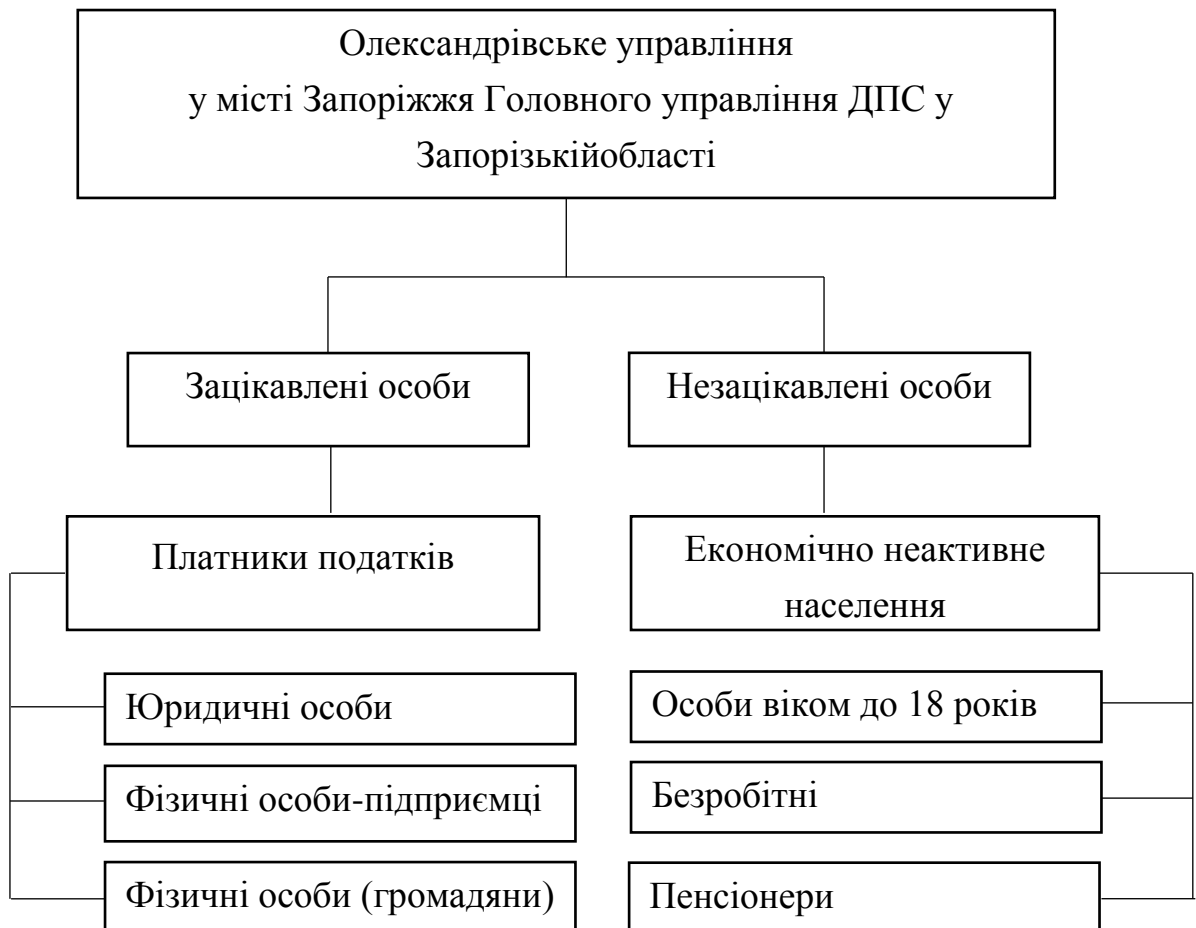 Олександрівське управління
у місті Запоріжжя Головного управління ДПС у
Запорізькійобласті
Зацікавлені особи
Незацікавлені особи
Платники податків
Економічно неактивне
населення
Юридичні особи
Особи віком до 18 років
Фізичні особи-підприємці
Безробітні
Фізичні особи (громадяни)
Пенсіонери